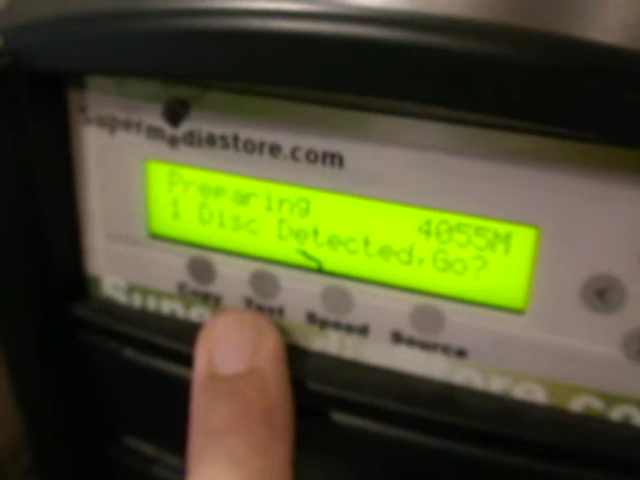 Supermediastore.com
Preparing 4055M
1 Disc Detected.Go?
Copy Test Speed Source
<